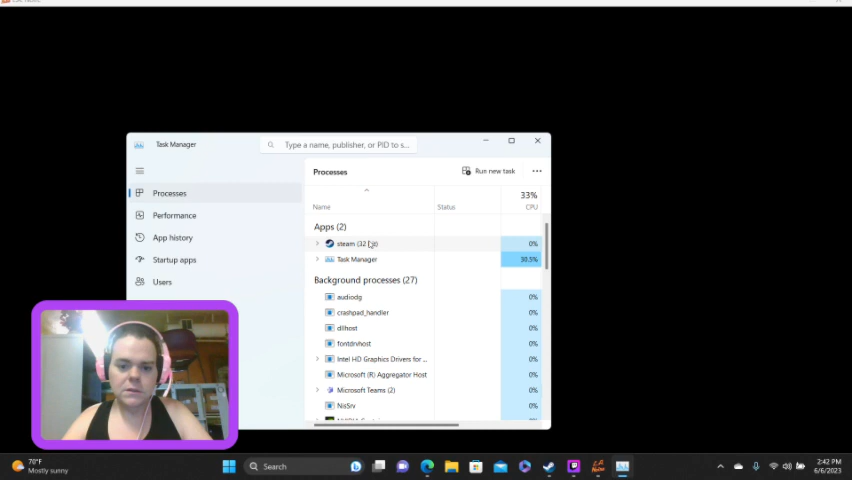 Task Manager
Type a name, publisher, or PID to s...
Processes
Run new task
Processes
Performance
App history
Startup apps
Users
33%
Name
Status
CPU
Apps (2)
steam (32 bit)
0%
Task Manager
30.5%
Background processes (27)
audiodg
0%
crashpad_handler
0%
dllhost
0%
fontdrvhost
0%
Intel HD Graphics Drivers for ...
0%
Microsoft (R) Aggregator Host
0%
Microsoft Teams (2)
0%
NisSrv
0%
70°F
Mostly sunny
Search
2:42 PM
6/6/2023